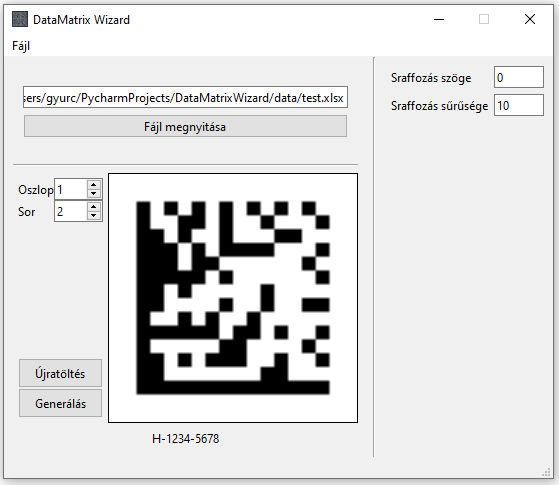 DataMatrix Wizard
Fájl
sers/gyurc/PycharmProjects/DataMatrixWizard/data/test.xlsx
Fájl megnyitása
Sraffozás szöge 0
Sraffozás sűrűsége 10
Oszlop 1
Sor 2
Újratöltés
Generálás
H-1234-5678